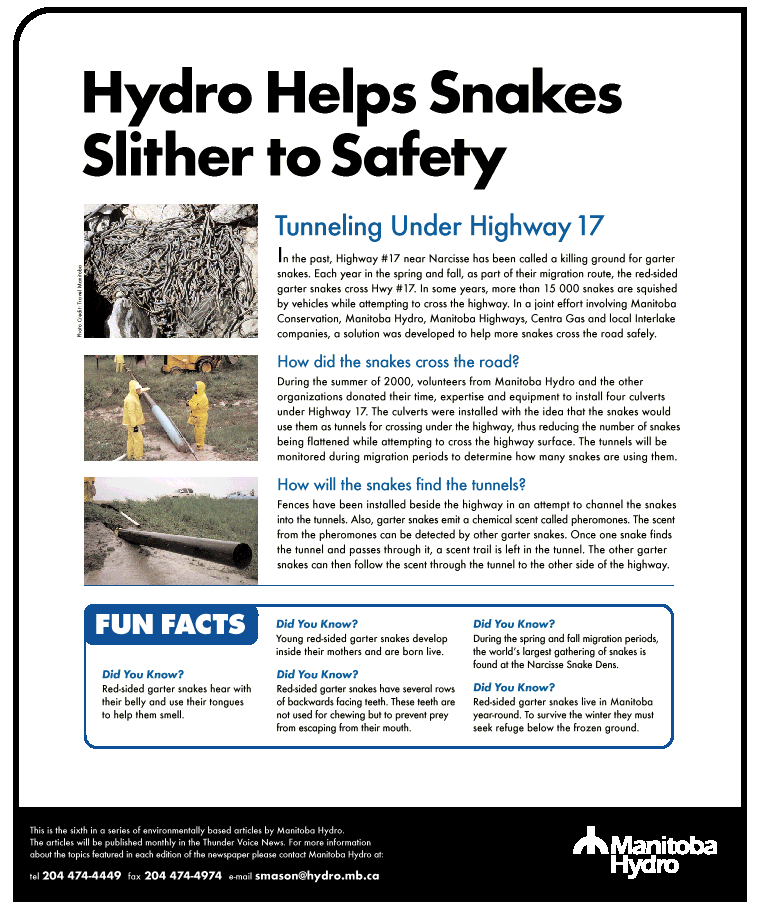 Hydro Helps Snakes
Slither to Safety
Photo Credit: Travel Manitoba
Tunneling Under Highway 17
In the past, Highway #17 near Narcisse has been called a killing ground for garter
snakes. Each year in the spring and fall, as part of their migration route, the red-sided
garter snakes cross Hwy #17. In some years, more than 15 000 snakes are squished
by vehicles while attempting to cross the highway. In a joint effort involving Manitoba
Conservation, Manitoba Hydro, Manitoba Highways, Centra Gas and local Interlake
companies, a solution was developed to help more snakes cross the road safely.
How did the snakes cross the road?
During the summer of 2000, volunteers from Manitoba Hydro and the other
organizations donated their time, expertise and equipment to install four culverts
under Highway 17. The culverts were installed with the idea that the snakes would
use them as tunnels for crossing under the highway, thus reducing the number of snakes
being flattened while attempting to cross the highway surface. The tunnels will be
monitored during migration periods to determine how many snakes are using them.
How will the snakes find the tunnels?
Fences have been installed beside the highway in an attempt to channel the snakes
into the tunnels. Also, garter snakes emit a chemical scent called pheromones. The scent
from the pheromones can be detected by other garter snakes. Once one snake finds
the tunnel and passes through it, a scent trail is left in the tunnel. The other garter
snakes can then follow the scent through the tunnel to the other side of the highway.
FUN FACTS
Did You Know?
Red-sided garter snakes hear with
their belly and use their tongues
to help them smell.
Did You Know?
Young red-sided garter snakes develop
inside their mothers and are born live.
Did You Know?
Red-sided garter snakes have several rows
of backwards facing teeth. These teeth are
not used for chewing but to prevent prey
from escaping from their mouth.
Did You Know?
During the spring and fall migration periods,
the world's largest gathering of snakes is
found at the Narcisse Snake Dens.
Did You Know?
Red-sided garter snakes live in Manitoba
year-round. To survive the winter they must
seek refuge below the frozen ground.
This is the sixth in a series of environmentally based articles by Manitoba Hydro.
The articles will be published monthly in the Thunder Voice News. For more information
about the topics featured in each edition of the newspaper please contact Manitoba Hydro at:
tel 204 474-4449 fax 204 474-4974 e-mail smason@hydro.mb.ca
Manitoba
Hydro